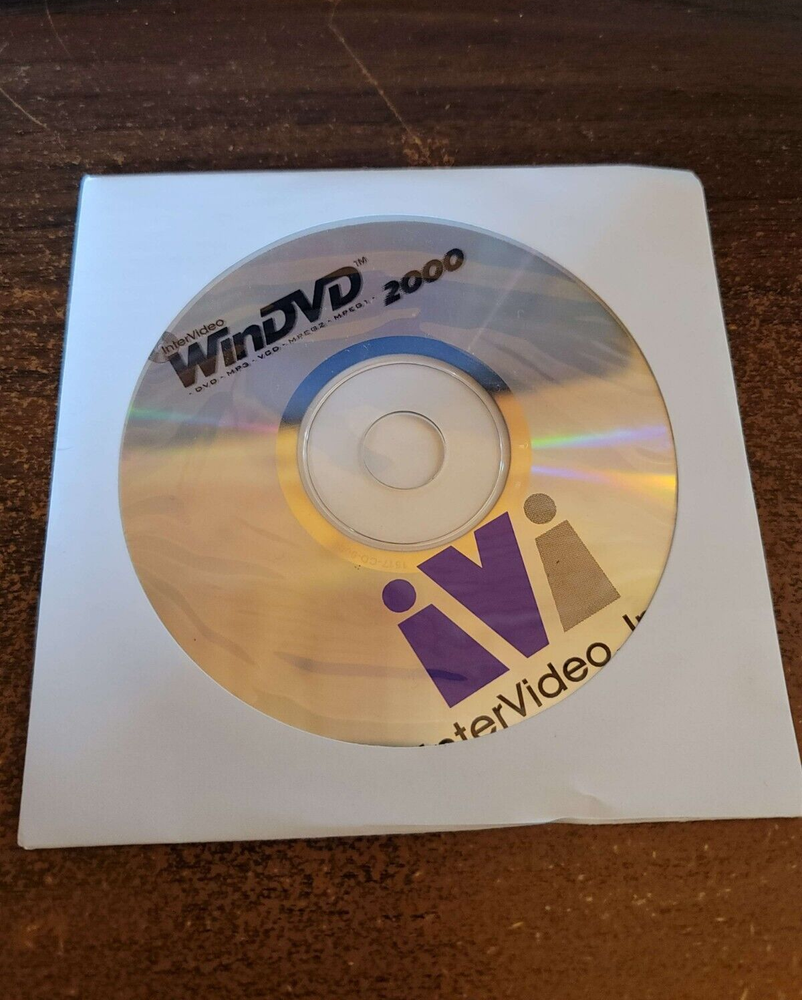 InterVideo
WinDVD™ 2000
• DVD • MP3 • VCD • MPEG2 • MPEG1 •
iVi
InterVideo